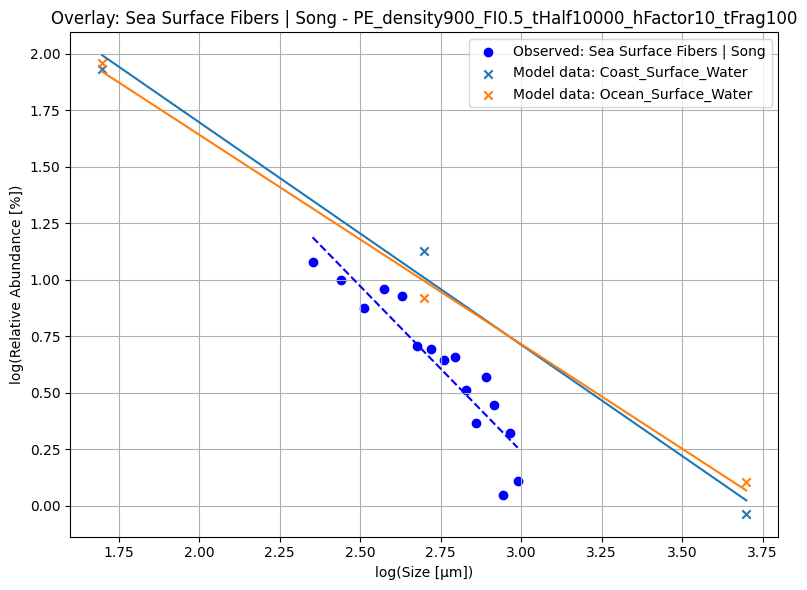 Overlay: Sea Surface Fibers | Song - PE_density900_FI0.5_tHalf10000_hFactor10_tFrag100
Observed: Sea Surface Fibers | Song
Model data: Coast_Surface_Water
Model data: Ocean_Surface_Water
log(Relative Abundance [%])
2.00
1.75
1.50
1.25
1.00
0.75
0.50
0.25
0.00
1.75 2.00 2.25 2.50 2.75 3.00 3.25 3.50 3.75
log(Size [μm])